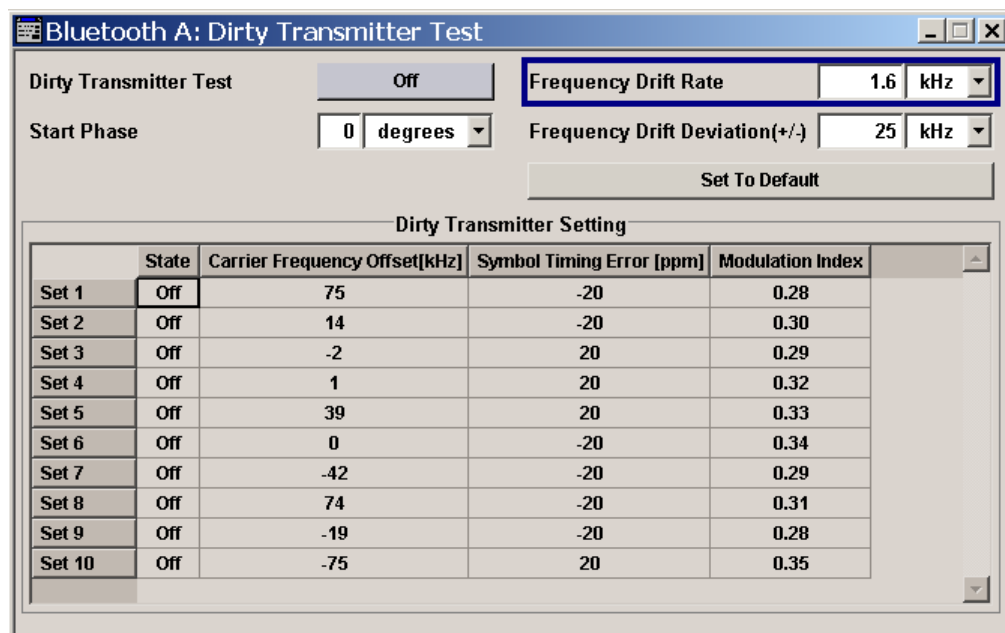 Bluetooth A: Dirty Transmitter Test
Dirty Transmitter Test Off Frequency Drift Rate 1.6 kHz
Start Phase 0 degrees Frequency Drift Deviation(+/-) 25 kHz
Set To Default
Dirty Transmitter Setting
State Carrier Frequency Offset[kHz] Symbol Timing Error [ppm] Modulation Index
Set 1 Off 75 -20 0.28
Set 2 Off 14 -20 0.30
Set 3 Off -2 20 0.29
Set 4 Off 1 20 0.32
Set 5 Off 39 20 0.33
Set 6 Off 0 -20 0.34
Set 7 Off -42 -20 0.29
Set 8 Off 74 -20 0.31
Set 9 Off -19 -20 0.28
Set 10 Off -75 20 0.35